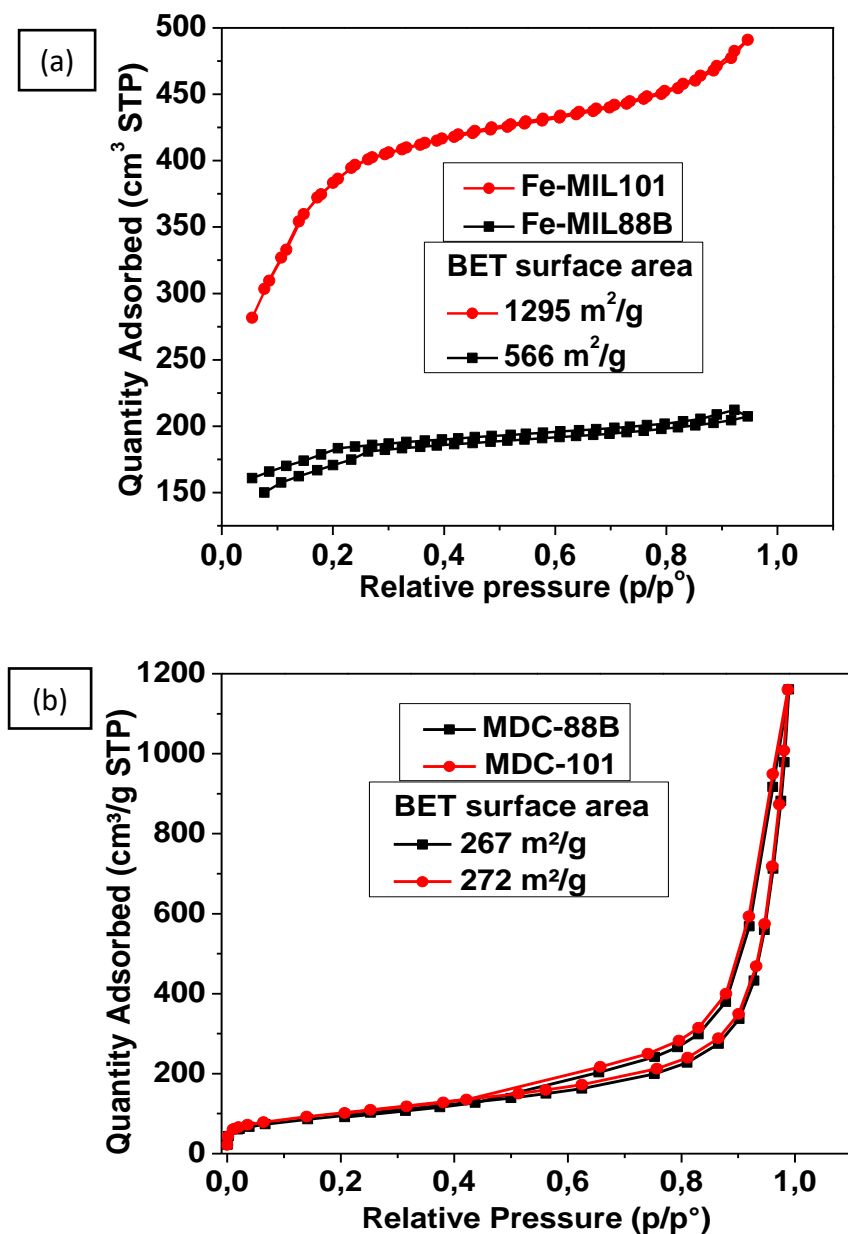 (a)
500
450
400
350
300
250
200
150
Quantity Adsorbed (cm³ STP)
Fe-MIL101
Fe-MIL88B
BET surface area
1295 m²/g
566 m²/g
0,0 0,2 0,4 0,6 0,8 1,0
Relative pressure (p/p°)
(b)
1200
1000
800
600
400
200
0
Quantity Adsorbed (cm³/g STP)
MDC-88B
MDC-101
BET surface area
267 m²/g
272 m²/g
0,0 0,2 0,4 0,6 0,8 1,0
Relative Pressure (p/p°)